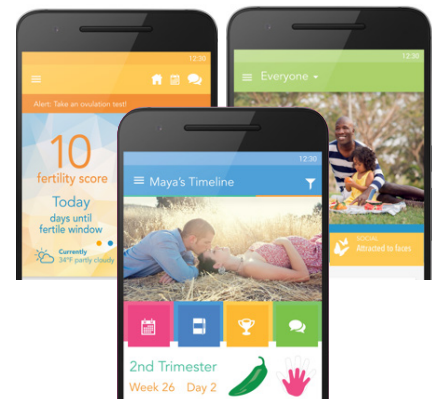 12:30
Alert: Take an ovulation test!
10
fertility score
Today
days until
fertile window
Currently
34°F partly cloudy
12:30
Everyone
SOCIAL
Attracted to faces
12:30
Maya's Timeline
2nd Trimester
Week 26 Day 2